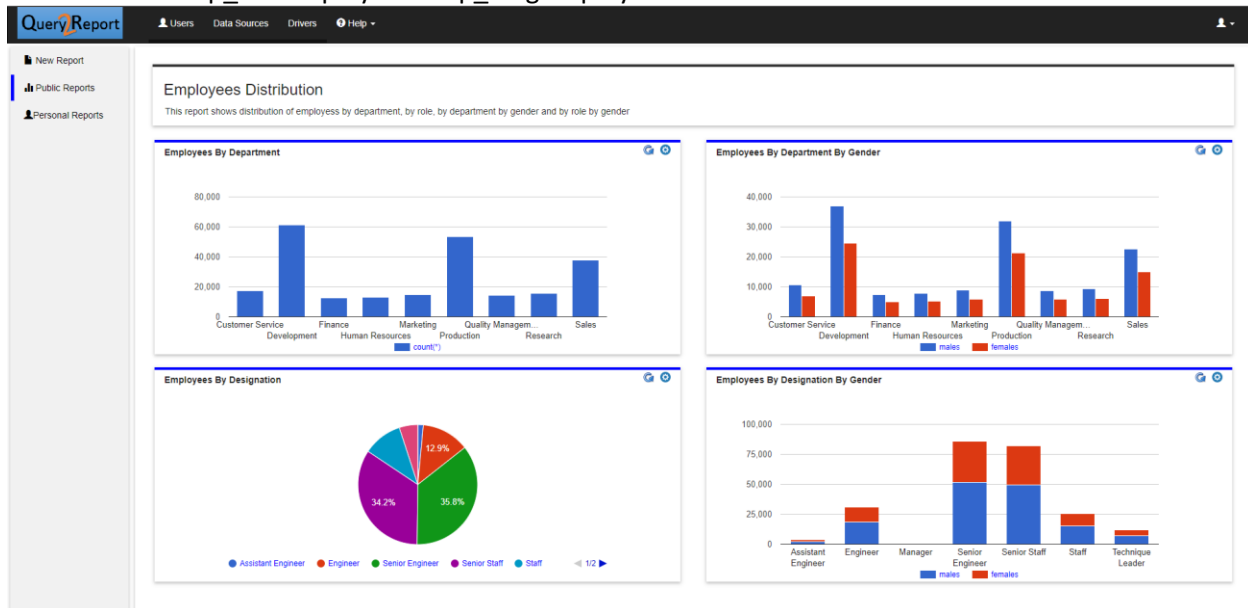 Query2Report
Users Data Sources Drivers Help
New Report
Public Reports
Personal Reports
Employees Distribution
This report shows distribution of employess by department, by role, by department by gender and by role by gender
Employees By Department
80,000
60,000
40,000
20,000
0
Customer Service Finance Marketing Quality Managem... Sales
Development Human Resources Production Research
count(*)
Employees By Department By Gender
40,000
30,000
20,000
10,000
0
Customer Service Finance Marketing Quality Managem... Sales
Development Human Resources Production Research
males females
Employees By Designation
12.9%
34.2% 35.8%
Assistant Engineer Engineer Senior Engineer Senior Staff Staff 1/2
Employees By Designation By Gender
100,000
75,000
50,000
25,000
0
Assistant Engineer Manager Senior Senior Staff Staff Technique
Engineer Engineer Leader
males females